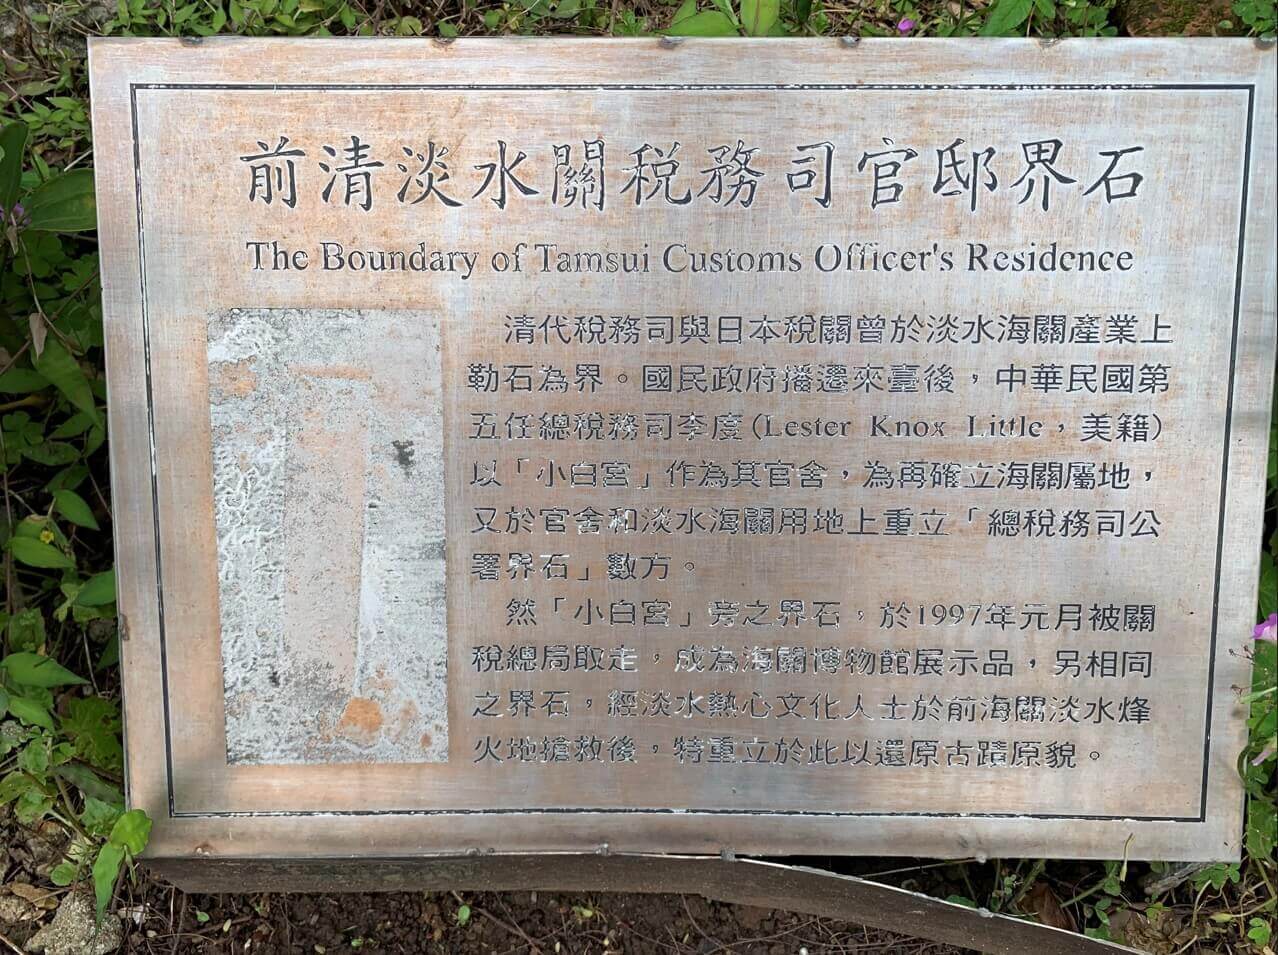 前清淡水關稅務司官邸界石
The Boundary of Tamsui Customs Officer's Residence
清代稅務司與日本稅關曾於淡水海關產業上
勒石為界。國民政府播遷來臺後，中華民國第
五任總稅務司李度(Lester Knox Little，美籍)
以「小白宮」作為其官舍，為再確立海關屬地，
又於官舍和淡水海關用地上重立「總稅務司公
署界石」數方。
然「小白宮」旁之界石，於1997年元月被關
稅總局取走，成為海關博物館展示品，另相同
之界石，經淡水熱心文化人士於前海關淡水烽
火地搶救後，特重立於此以還原古蹟原貌。